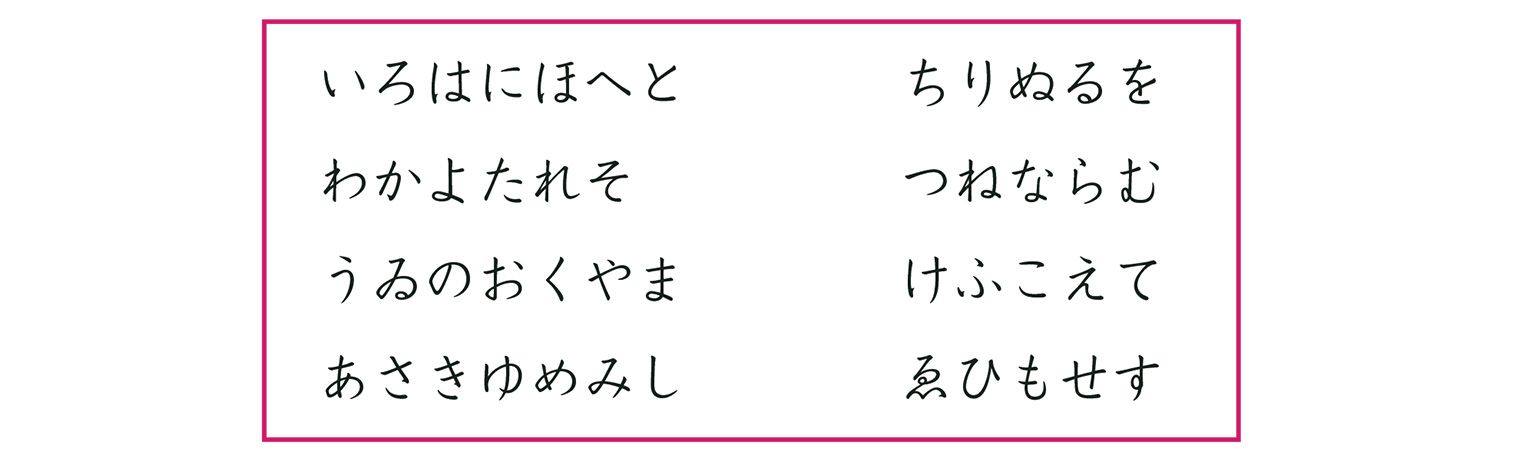 いろはにほへと ちりぬるを
わかよたれそ つねならむ
うゐのおくやま けふこえて
あさきゆめみし ゑひもせす